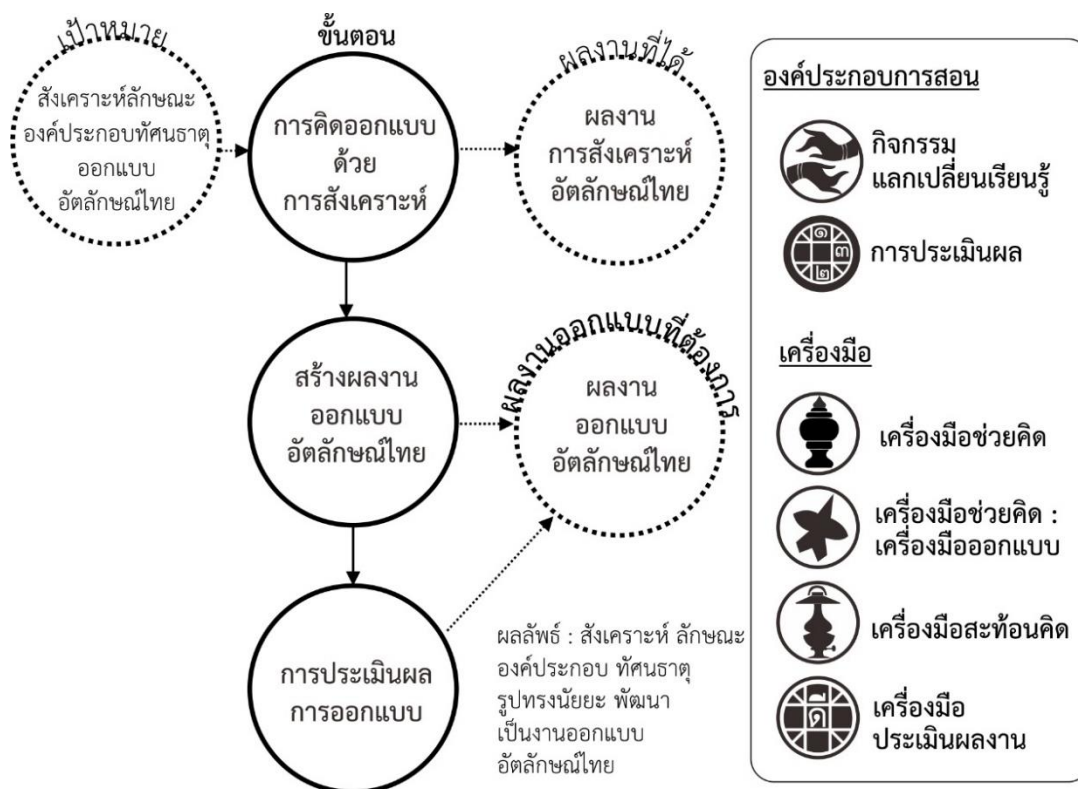 เป้าหมาย
สังเคราะห์ลักษณะ
องค์ประกอบทัศนธาตุ
ออกแบบ
อัตลักษณ์ไทย
ขั้นตอน
การคิดออกแบบ
ด้วย
การสังเคราะห์
ผลงานที่ได้
ผลงาน
การสังเคราะห์
อัตลักษณ์ไทย
สร้างผลงาน
ออกแบบ
อัตลักษณ์ไทย
ผลงานออกแบบที่ต้องการ
ผลงาน
ออกแบบ
อัตลักษณ์ไทย
การประเมินผล
การออกแบบ
ผลลัพธ์ : สังเคราะห์ ลักษณะ
องค์ประกอบ ทัศนธาตุ
รูปทรงนัยยะ พัฒนา
เป็นงานออกแบบ
อัตลักษณ์ไทย
องค์ประกอบการสอน
กิจกรรม
แลกเปลี่ยนเรียนรู้
๑
๓
๒
การประเมินผล
เครื่องมือ
เครื่องมือช่วยคิด
เครื่องมือช่วยคิด :
เครื่องมืออกแบบ
เครื่องมือสะท้อนคิด
เครื่องมือ
ประเมินผลงาน